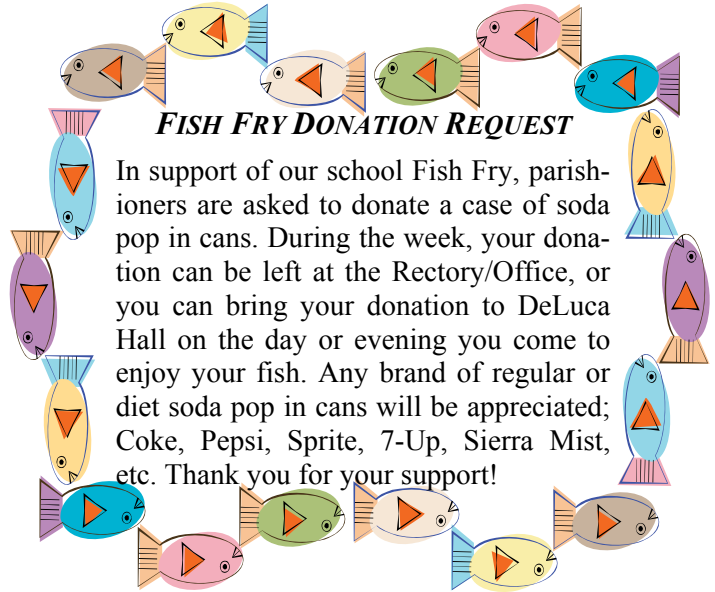 FISH FRY DONATION REQUEST
In support of our school Fish Fry, parish-
ioners are asked to donate a case of soda
pop in cans. During the week, your dona-
tion can be left at the Rectory/Office, or
you can bring your donation to DeLuca
Hall on the day or evening you come to
enjoy your fish. Any brand of regular or
diet soda pop in cans will be appreciated;
Coke, Pepsi, Sprite, 7-Up, Sierra Mist,
etc. Thank you for your support!